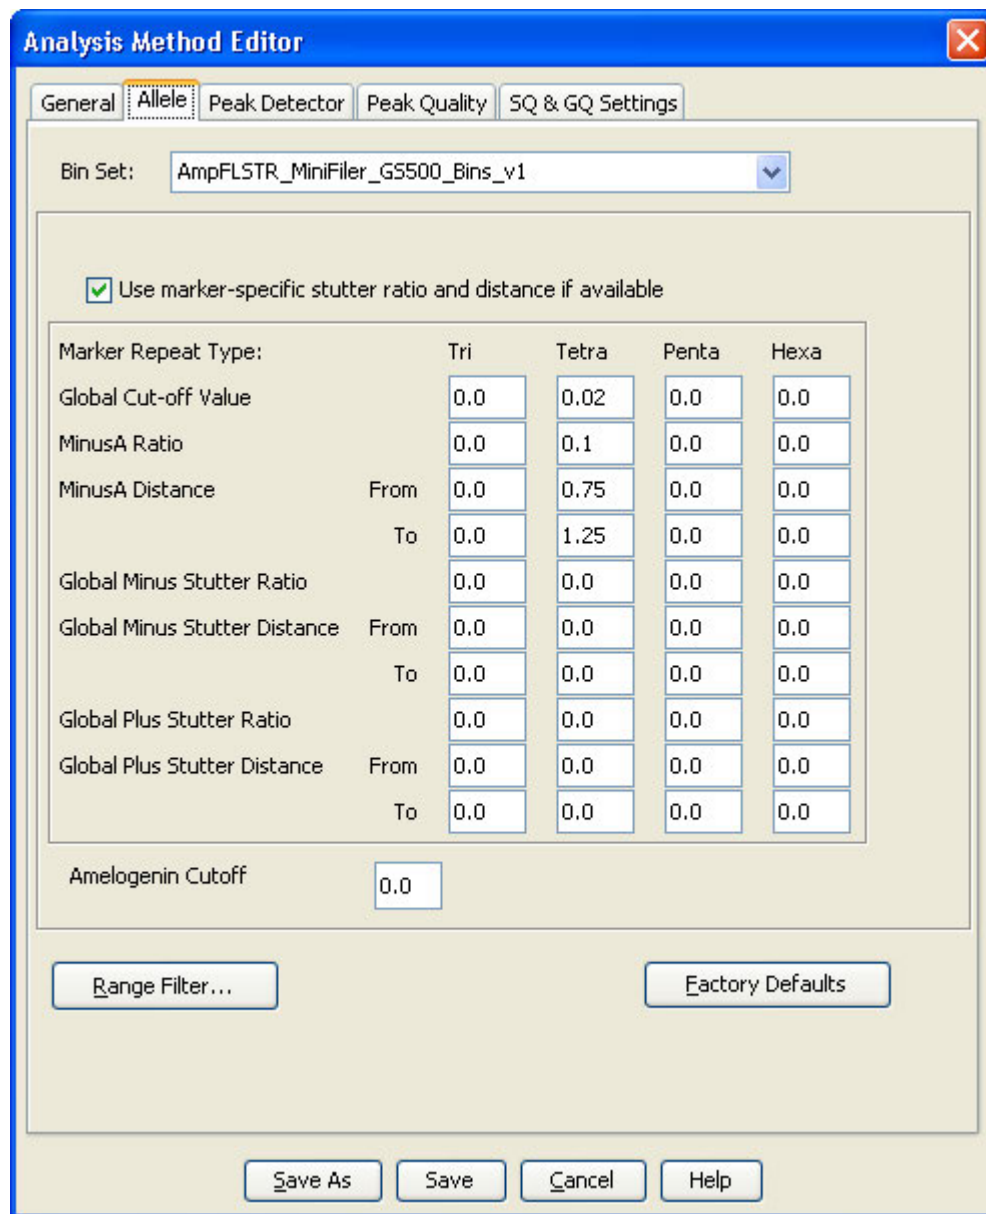 Analysis Method Editor
General Allele Peak Detector Peak Quality SQ & GQ Settings
Bin Set: AmpFLSTR_MiniFiler_GS500_Bins_v1
Use marker-specific stutter ratio and distance if available
Marker Repeat Type: Tri Tetra Penta Hexa
Global Cut-off Value 0.0 0.02 0.0 0.0
MinusA Ratio 0.0 0.1 0.0 0.0
MinusA Distance From 0.0 0.75 0.0 0.0
To 0.0 1.25 0.0 0.0
Global Minus Stutter Ratio 0.0 0.0 0.0 0.0
Global Minus Stutter Distance From 0.0 0.0 0.0 0.0
To 0.0 0.0 0.0 0.0
Global Plus Stutter Ratio 0.0 0.0 0.0 0.0
Global Plus Stutter Distance From 0.0 0.0 0.0 0.0
To 0.0 0.0 0.0 0.0
Amelogenin Cutoff 0.0
Range Filter... Factory Defaults
Save As Save Cancel Help